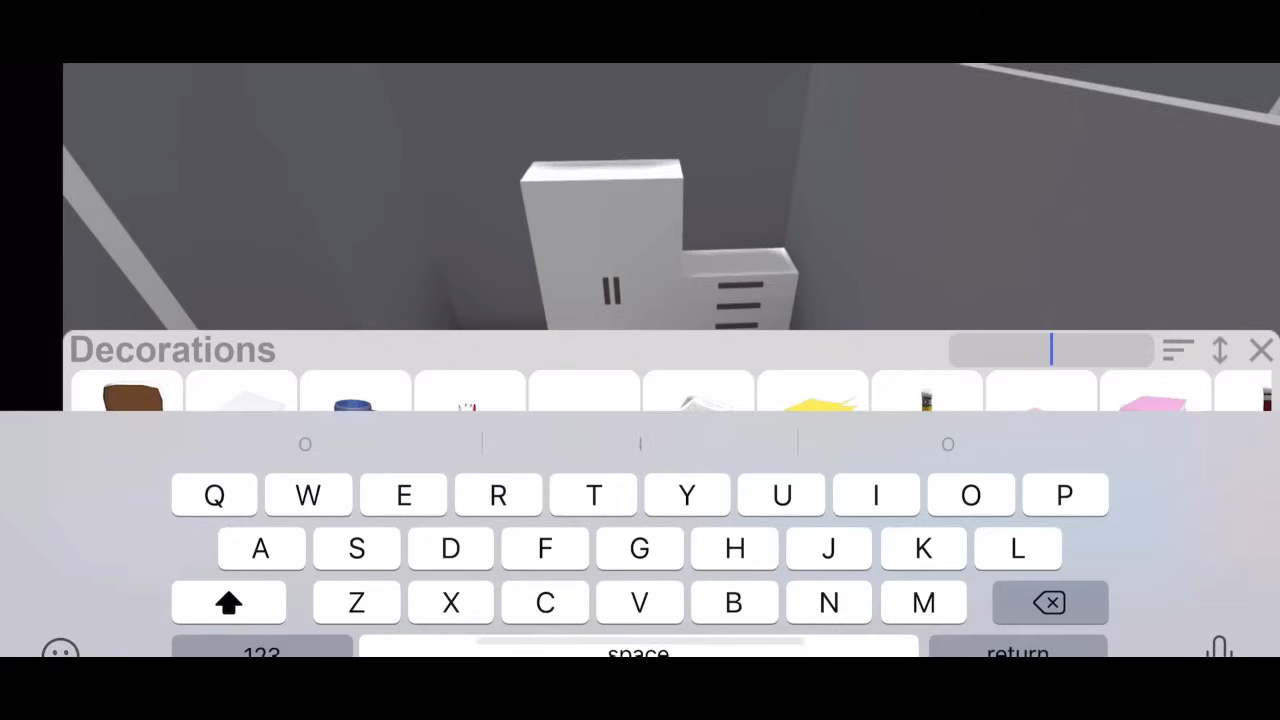 Decorations
O I O
Q W E R T Y U I O P
A S D F G H J K L
Z X C V B N M
123 space return